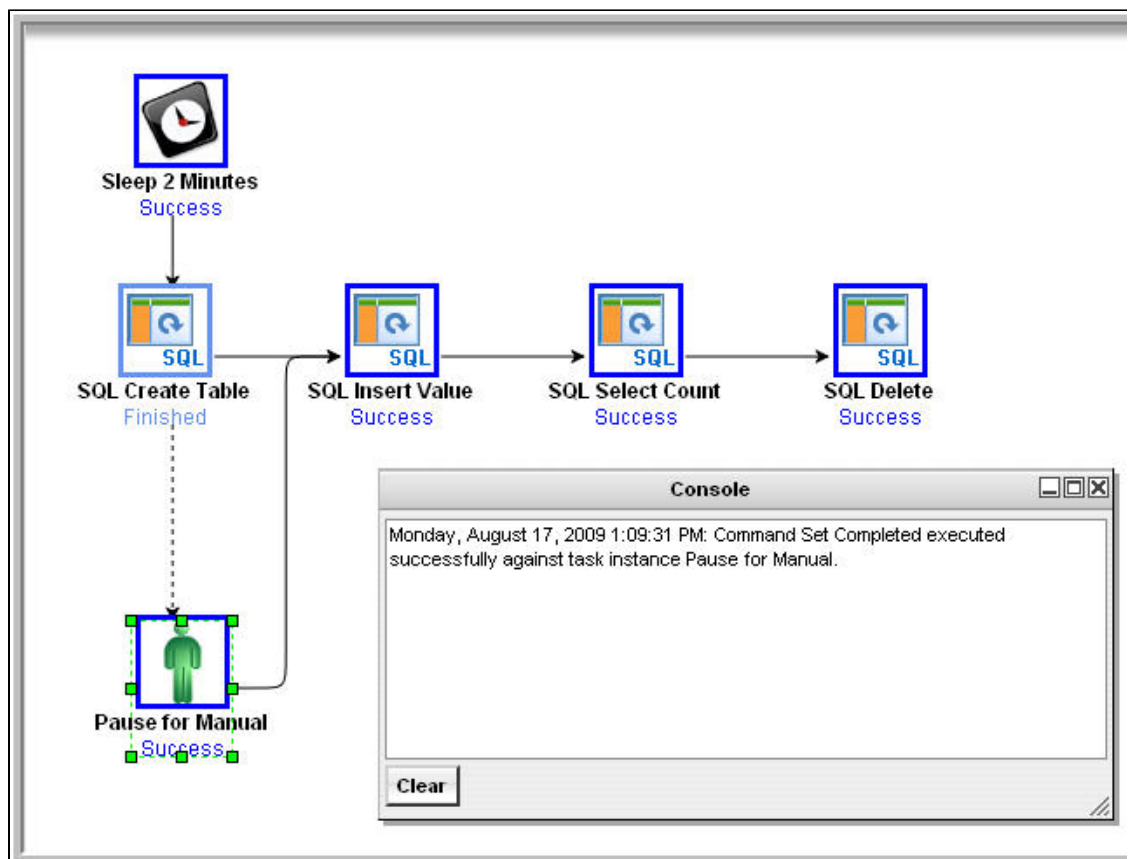 Sleep 2 Minutes
Success
SQL
SQL
SQL
SQL
SQL Create Table
SQL Insert Value
SQL Select Count
SQL Delete
Finished
Success
Success
Success
Console
Monday, August 17, 2009 1:09:31 PM: Command Set Completed executed
successfully against task instance Pause for Manual.
Pause for Manual
Success
Clear